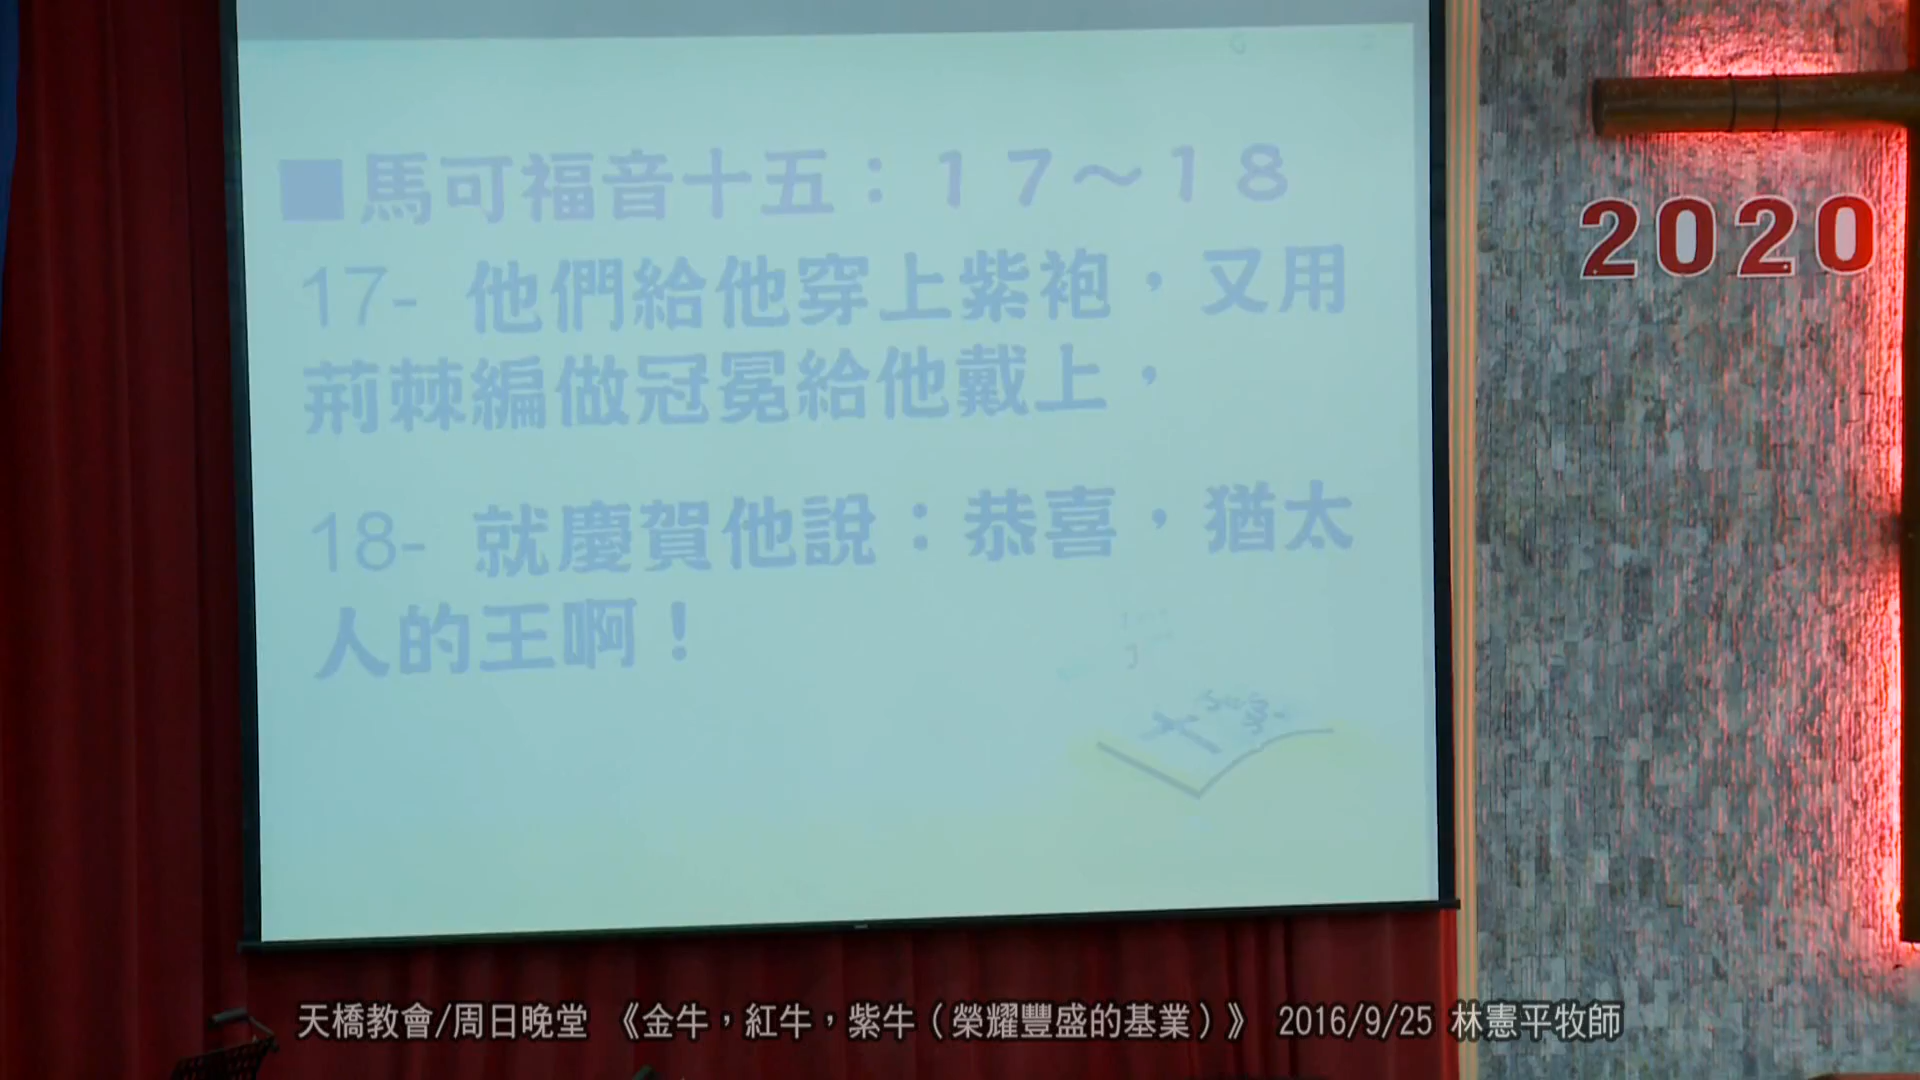 ■馬可福音十五：１７～１８
17- 他們給他穿上紫袍，又用
荊棘編做冠冕給他戴上，
18- 就慶賀他說：恭喜，猶太
人的王啊！
2020
天橋教會/周日晚堂 《金牛，紅牛，紫牛（榮耀豐盛的基業）》 2016/9/25 林憲平牧師